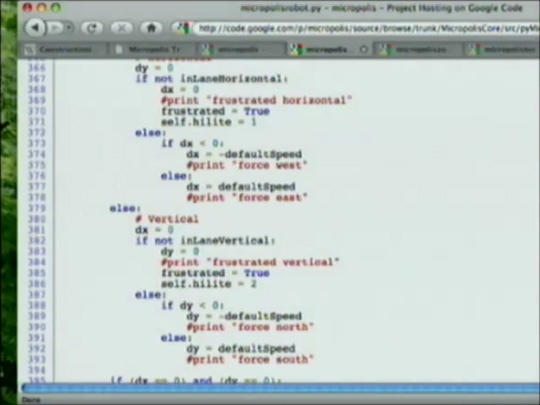 micropolisrobot.py - micropolis - Project Hosting on Google Code
http://code.google.com/p/micropolis/source/browse/trunk/MicropolisCore/src/pyM
Constructionis
Micropolis Tr
micropolis
micropolis
366 dy = 0
367 if not inLaneHorizontal:
368 dx = 0
369 #print "frustrated horizontal"
370 frustrated = True
371 self.hilite = 1
372 else:
373 if dx < 0:
374 dx = -defaultSpeed
375 #print "force west"
376 else:
377 dx = defaultSpeed
378 #print "force east"
379 else:
380 # Vertical
381 dx = 0
382 if not inLaneVertical:
383 dy = 0
384 #print "frustrated vertical"
385 frustrated = True
386 self.hilite = 2
387 else:
388 if dy < 0:
389 dy = -defaultSpeed
390 #print "force north"
391 else:
392 dy = defaultSpeed
393 #print "force south"
394
395 if (dx == 0) and (dy == 0):
Done